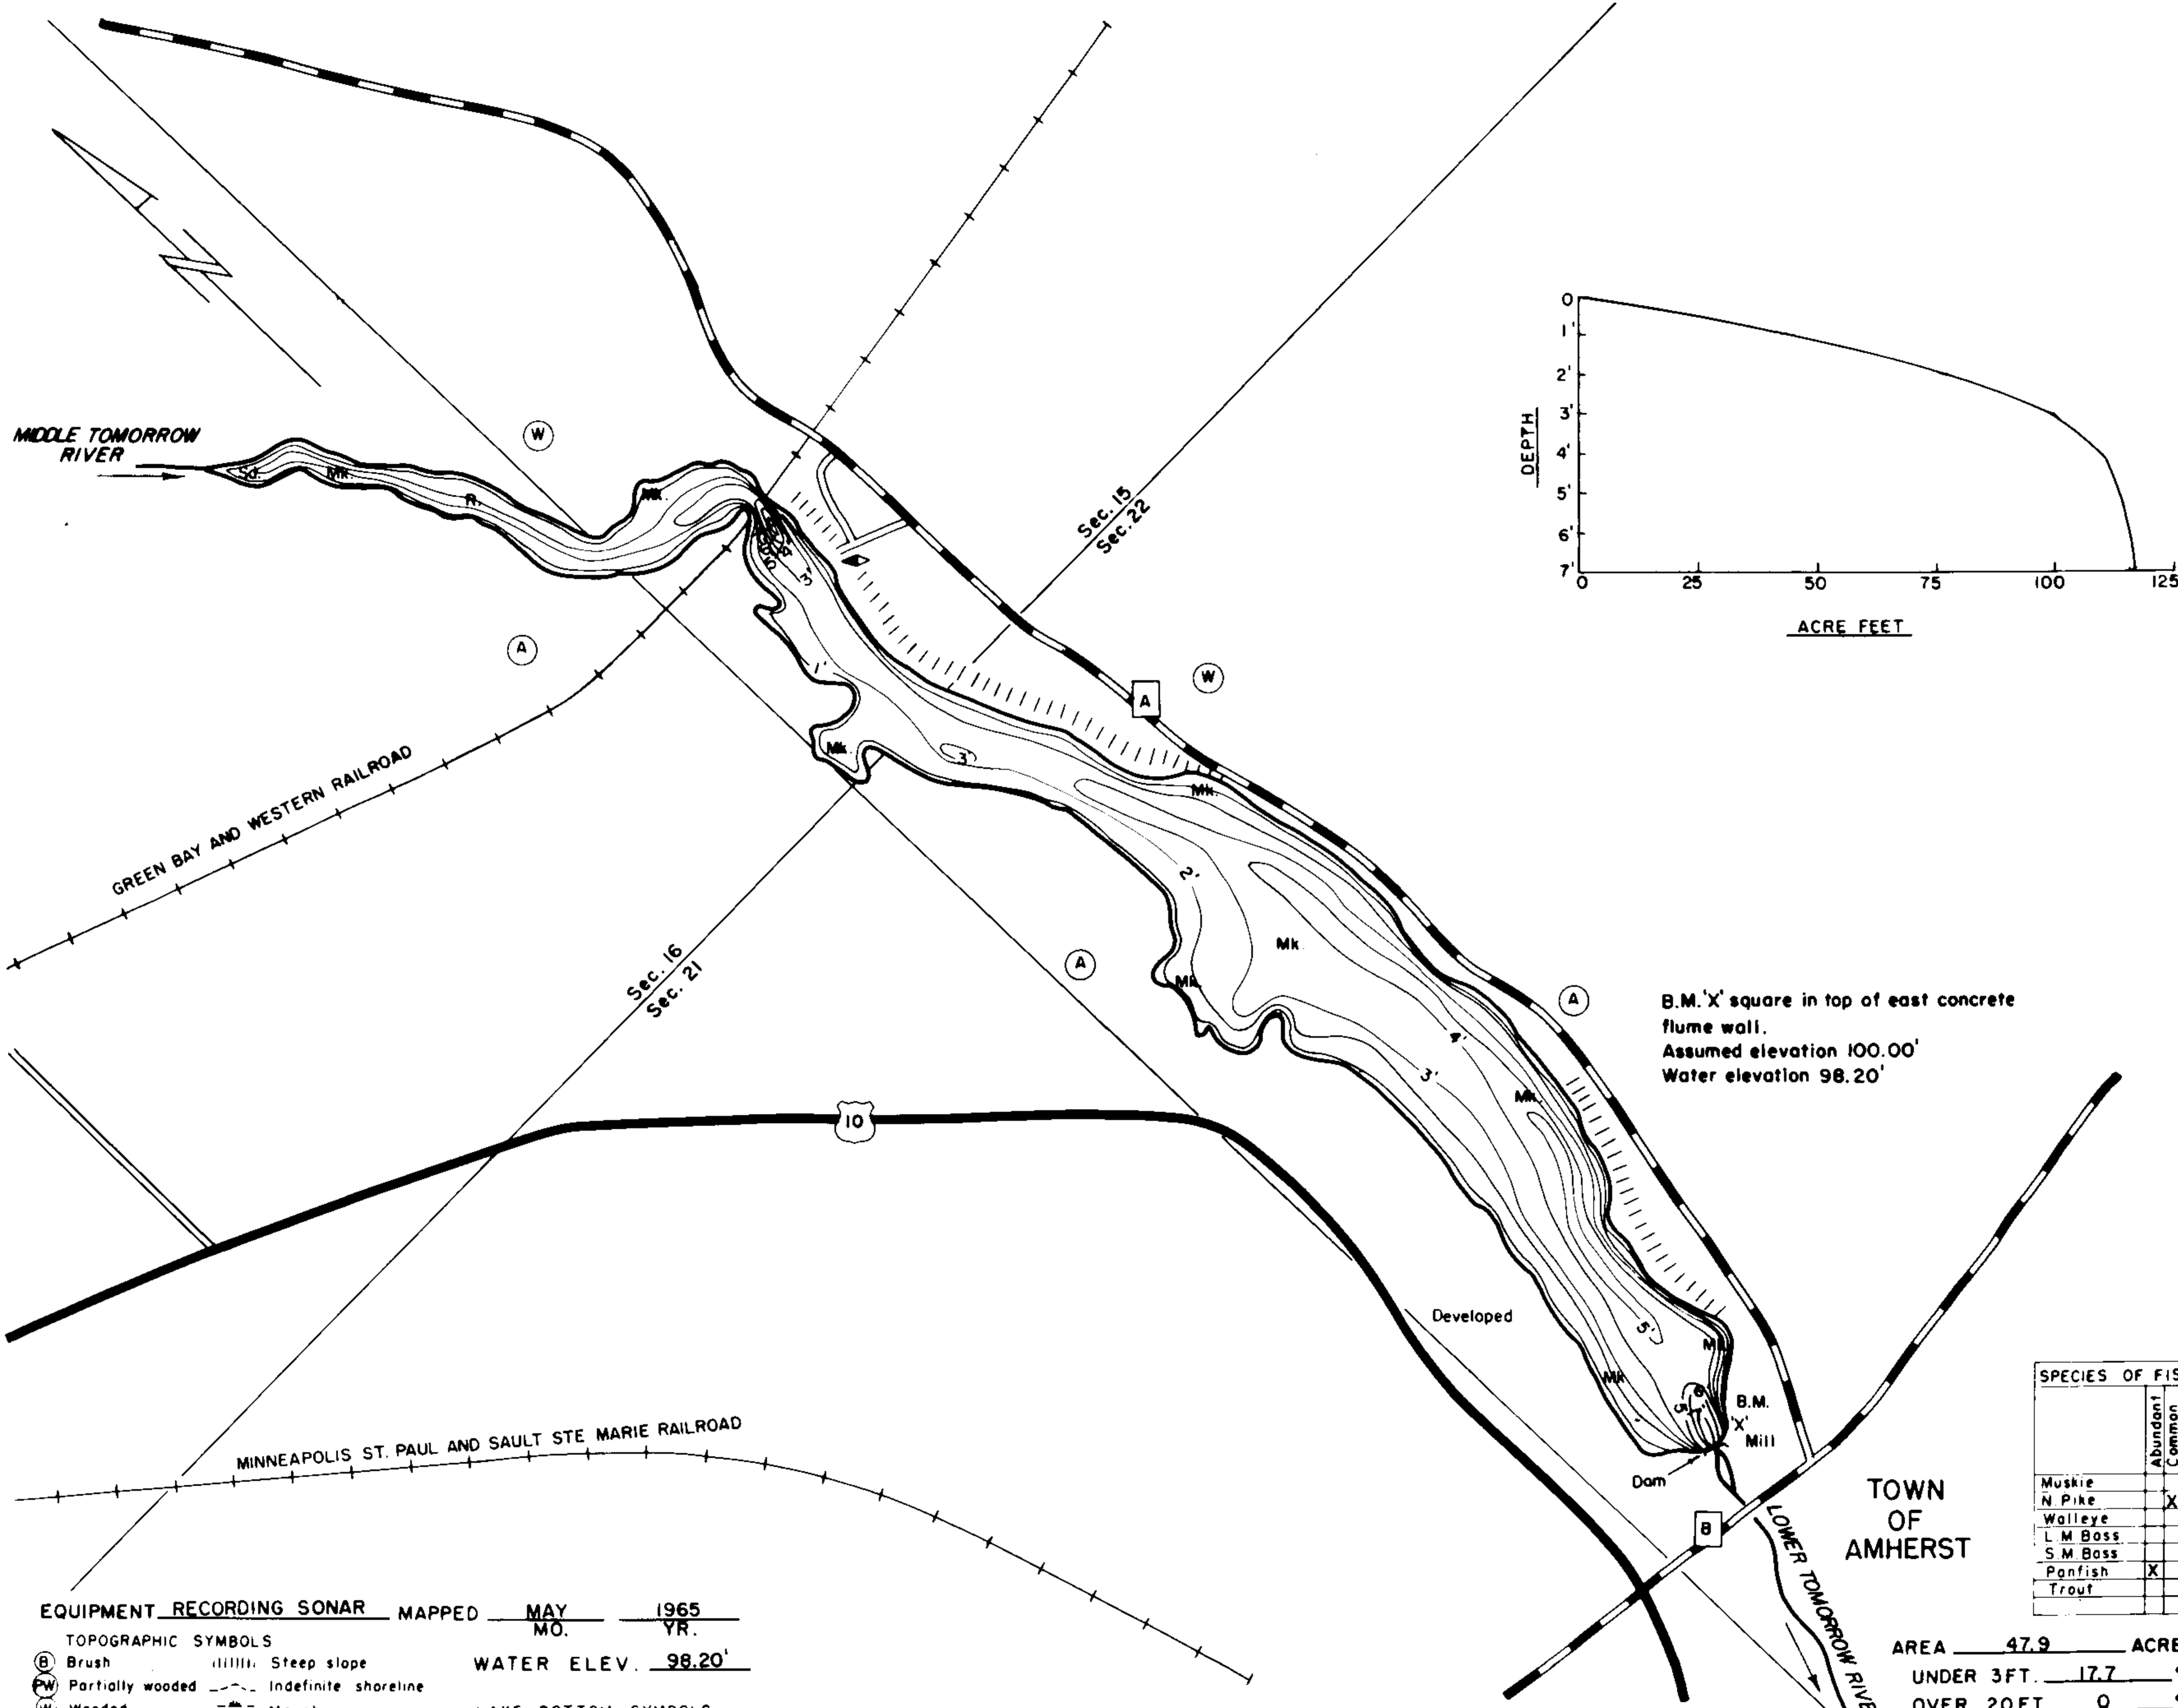 MIDDLE TOMORROW
RIVER
Sd.
Mk.
R.
W
Mk.
5'
4'
3'
1'
A
Mk.
3'
Sec. 15
Sec. 22
W
A
Mk.
2'
Mk.
Mk.
A
A
4'
3'
Mk.
5'
Mk.
6'
5'
GREEN BAY AND WESTERN RAILROAD
Sec. 16
Sec. 21
10
Developed
B.M.
'X'
Mill
Dam
B
LOWER TOMORROW RIVE
MINNEAPOLIS ST. PAUL AND SAULT STE MARIE RAILROAD
DEPTH
0
1'
2'
3'
4'
5'
6'
7'
0 25 50 75 100 125
ACRE FEET
B.M. 'X' square in top of east concrete
flume wall.
Assumed elevation 100.00'
Water elevation 98.20'
TOWN
OF
AMHERST
SPECIES OF FIS
Abundant
Common
Muskie
N. Pike X
Walleye
L M Bass
S M Bass
Panfish X
Trout
AREA 47.9 ACRE
UNDER 3 FT. 17.7
OVER 20 FT 0
EQUIPMENT RECORDING SONAR MAPPED MAY 1965
MO. YR.
TOPOGRAPHIC SYMBOLS
B Brush Steep slope
WATER ELEV. 98.20'
PW Partially wooded Indefinite shoreline